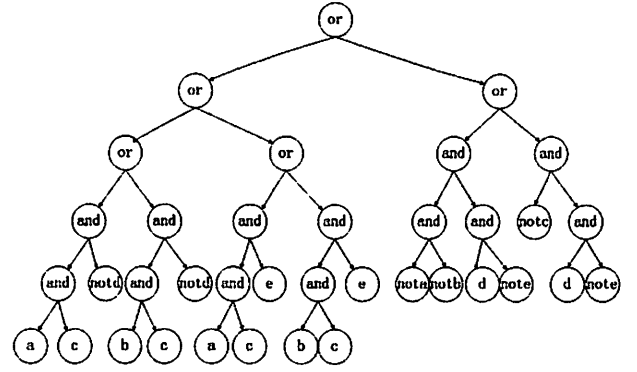 or
or or
or or and and
and and and and and and notc and
and notd and notd and e and e nota notb d note d note
a c b c a c b c